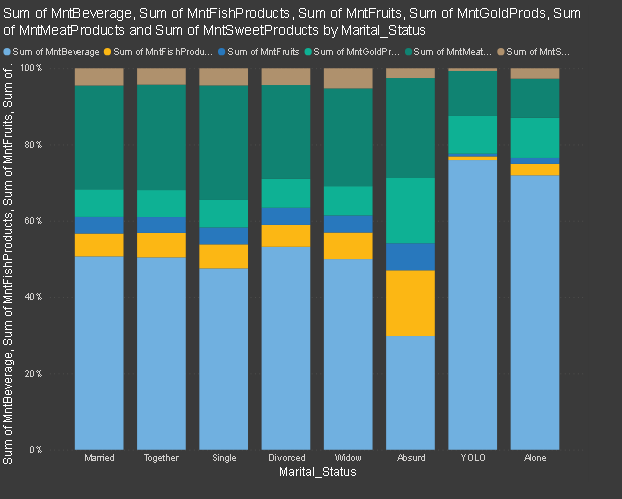 Sum of MntBeverage, Sum of MntFishProducts, Sum of MntFruits, Sum of MntGoldProds, Sum
of MntMeatProducts and Sum of MntSweetProducts by Marital_Status
Sum of MntBeverage Sum of MntFishProdu... Sum of MntFruits Sum of MntGoldPr... Sum of MntMeat... Sum of MntS...
Sum of MntBeverage, Sum of MntFishProducts, Sum of MntFruits, Sum of...
100%
80%
60%
40%
20%
0%
Married Together Single Divorced Widow Absurd YOLO Alone
Marital_Status